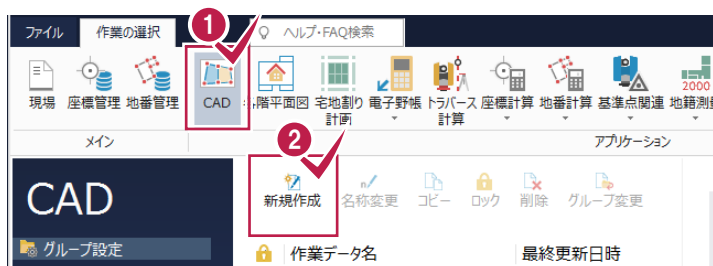 ファイル 作業の選択 ヘルプ・FAQ検索
1
現場 座標管理 地番管理 CAD 階平面図 宅地割り計画 電子野帳 トラバース計算 座標計算 地番計算 基準点関連 地籍測量
2000
メイン アプリケーション
2
CAD 新規作成 名称変更 コピー ロック 削除 グループ変更
グループ設定 作業データ名 最終更新日時